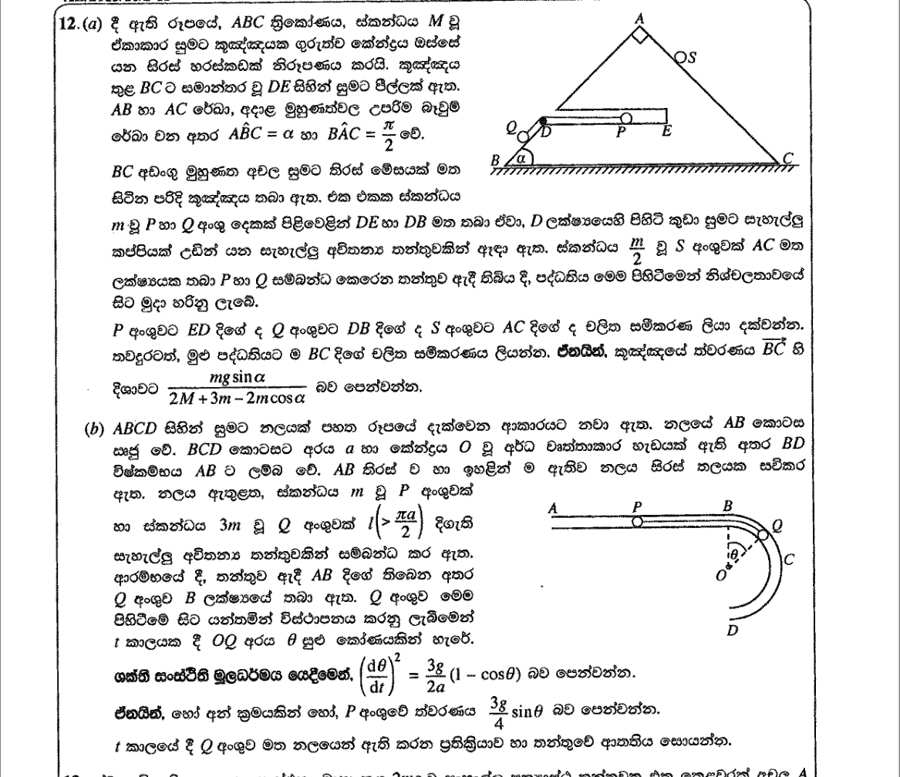 12.(a) දී ඇති රූපයේ, ABC ත්‍රිකෝණය, ස්කන්ධය M වූ
ඒකාකාර සුමට කූඤ්ඤයක ගුරුත්ව කේන්ද්‍රය ඔස්සේ
යන සිරස් හරස්කඩක් නිරූපණය කරයි. කූඤ්ඤය
තුළ BC ට සමාන්තර වූ DE සිහින් සුමට පීල්ලක් ඇත.
AB හා AC රේඛා, අදාළ මුහුණත්වල උපරිම බෑවුම්
රේඛා වන අතර AB̂C = α හා BÂC = π/2 වේ.
A
S
Q
D
P
E
B
α
C
BC අඩංගු මුහුණත අචල සුමට තිරස් මේසයක් මත
සිටින පරිදි කූඤ්ඤය තබා ඇත. එක එකක ස්කන්ධය
m වූ P හා Q අංශු දෙකක් පිළිවෙළින් DE හා DB මත තබා ඒවා, D ලක්ෂ්‍යයෙහි පිහිටි කුඩා සුමට සැහැල්ලු
කප්පියක් උඩින් යන සැහැල්ලු අවිතන්‍ය තන්තුවකින් ඈඳා ඇත. ස්කන්ධය m/2 වූ S අංශුවක් AC මත
ලක්ෂ්‍යයක තබා P හා Q සම්බන්ධ කෙරෙන තන්තුව ඇදී තිබිය දී, පද්ධතිය මෙම පිහිටීමෙන් නිශ්චලතාවයේ
සිට මුදා හරිනු ලැබේ.
P අංශුවට ED දිගේ ද Q අංශුවට DB දිගේ ද S අංශුවට AC දිගේ ද චලිත සමීකරණ ලියා දක්වන්න.
තවදුරටත්, මුළු පද්ධතියට ම BC දිගේ චලිත සමීකරණය ලියන්න. ඒනයින්, කූඤ්ඤයේ ත්වරණය BC→ හි
දිශාවට mg sin α / (2M + 3m − 2m cos α) බව පෙන්වන්න.
(b) ABCD සිහින් සුමට නලයක් පහත රූපයේ දැක්වෙන ආකාරයට නවා ඇත. නලයේ AB කොටස
සෘජු වේ. BCD කොටසට අරය a හා කේන්ද්‍රය O වූ අර්ධ වෘත්තාකාර හැඩයක් ඇති අතර BD
විෂ්කම්භය AB ට ලම්බ වේ. AB තිරස් ව හා ඉහළින් ම ඇතිව නලය සිරස් තලයක සවිකර
ඇත. නලය ඇතුළත, ස්කන්ධය m වූ P අංශුවක්
හා ස්කන්ධය 3m වූ Q අංශුවක් l(> πa/2) දිගැති
සැහැල්ලු අවිතන්‍ය තන්තුවකින් සම්බන්ධ කර ඇත.
ආරම්භයේ දී, තන්තුව ඇදී AB දිගේ තිබෙන අතර
Q අංශුව B ලක්ෂ්‍යයේ තබා ඇත. Q අංශුව මෙම
පිහිටීමේ සිට යන්තමින් විස්ථාපනය කරනු ලැබීමෙන්
t කාලයක දී OQ අරය θ සුළු කෝණයකින් හැරේ.
A
P
B
Q
θ
C
O
D
ශක්ති සංස්ථිති මූලධර්මය යෙදීමෙන්, (dθ/dt)² = 3g/2a (1 − cosθ) බව පෙන්වන්න.
ඒනයින්, හෝ අන් ක්‍රමයකින් හෝ, P අංශුවේ ත්වරණය 3g/4 sinθ බව පෙන්වන්න.
t කාලයේ දී Q අංශුව මත නලයෙන් ඇති කරන ප්‍රතික්‍රියාව හා තන්තුවේ ආතතිය සොයන්න.